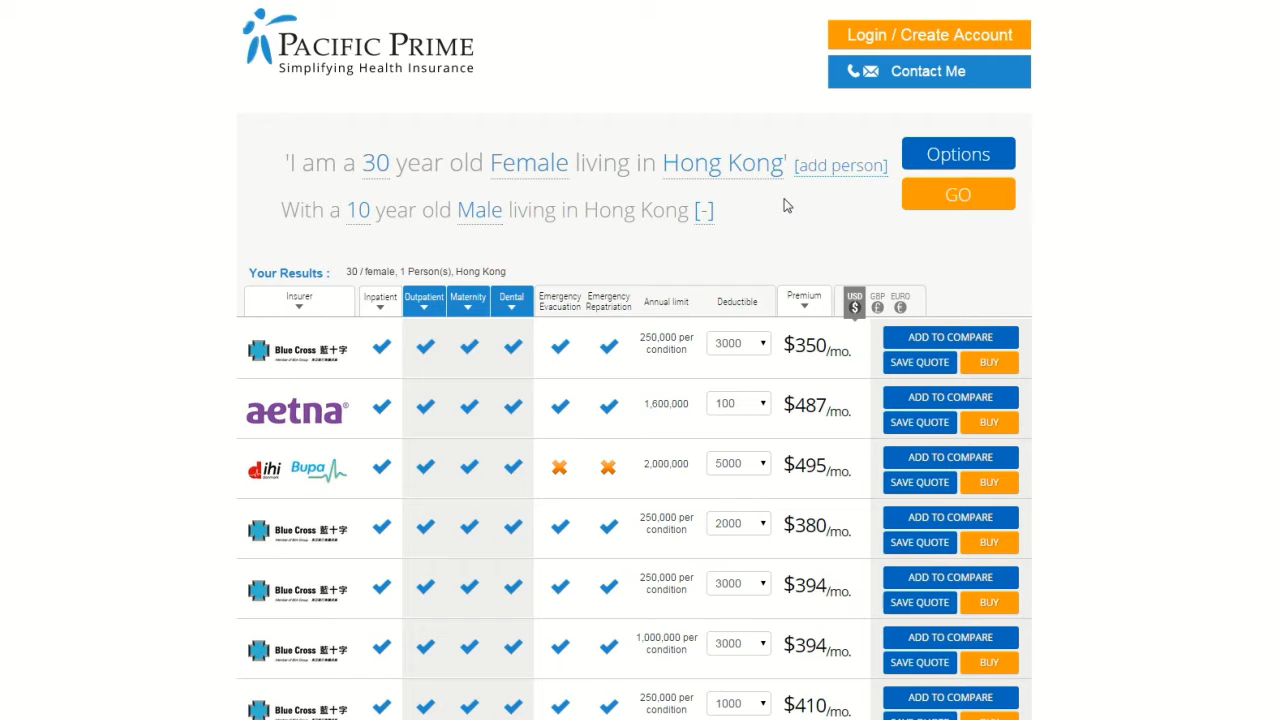 PACIFIC PRIME
Simplifying Health Insurance
Login / Create Account
Contact Me
'I am a 30 year old Female living in Hong Kong' [add person]
Options
With a 10 year old Male living in Hong Kong [-]
GO
Your Results : 30 / female, 1 Person(s), Hong Kong
Insurer Inpatient Outpatient Maternity Dental Emergency Evacuation Emergency Repatriation Annual limit Deductible Premium USD $ GBP £ EURO €
Blue Cross 藍十字 250,000 per condition 3000 $350/mo. ADD TO COMPARE
SAVE QUOTE BUY
aetna® 1,600,000 100 $487/mo. ADD TO COMPARE
SAVE QUOTE BUY
ihi Bupa 2,000,000 5000 $495/mo. ADD TO COMPARE
SAVE QUOTE BUY
Blue Cross 藍十字 250,000 per condition 2000 $380/mo. ADD TO COMPARE
SAVE QUOTE BUY
Blue Cross 藍十字 250,000 per condition 3000 $394/mo. ADD TO COMPARE
SAVE QUOTE BUY
Blue Cross 藍十字 1,000,000 per condition 3000 $394/mo. ADD TO COMPARE
SAVE QUOTE BUY
Blue Cross 藍十字 250,000 per condition 1000 $410/mo. ADD TO COMPARE